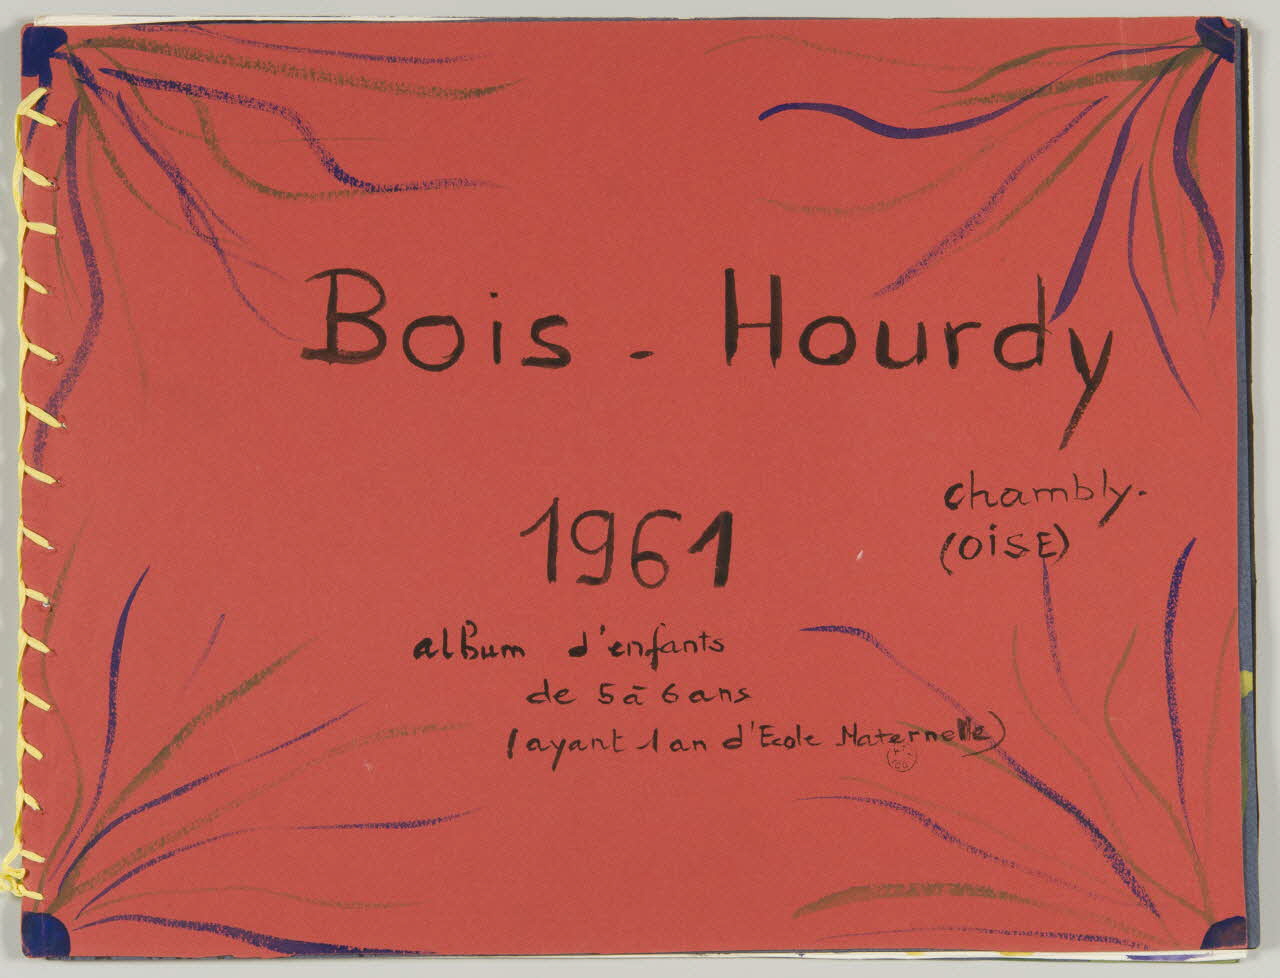 Bois - Hourdy
chambly.
(OISE)
1961
album d'enfants
de 5 à 6 ans
(ayant 1 an d'Ecole Maternelle)